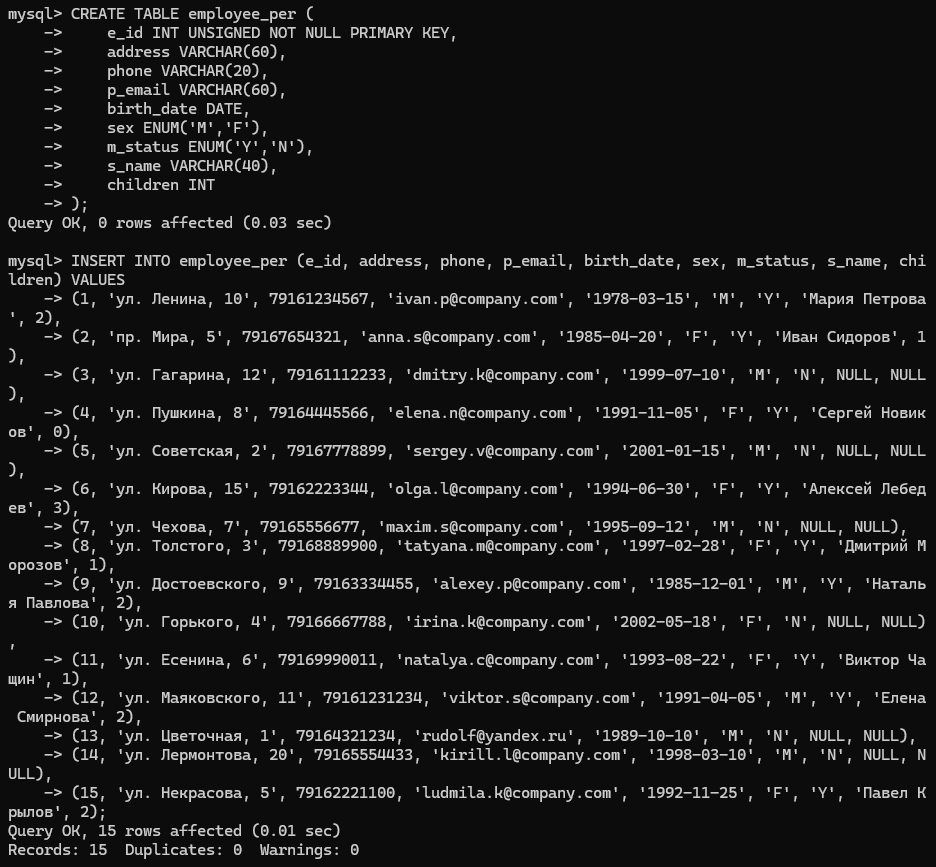 mysql> CREATE TABLE employee_per (
    ->     e_id INT UNSIGNED NOT NULL PRIMARY KEY,
    ->     address VARCHAR(60),
    ->     phone VARCHAR(20),
    ->     p_email VARCHAR(60),
    ->     birth_date DATE,
    ->     sex ENUM('M','F'),
    ->     m_status ENUM('Y','N'),
    ->     s_name VARCHAR(40),
    ->     children INT
    -> );
Query OK, 0 rows affected (0.03 sec)

mysql> INSERT INTO employee_per (e_id, address, phone, p_email, birth_date, sex, m_status, s_name, chi
ldren) VALUES
    -> (1, 'ул. Ленина, 10', 79161234567, 'ivan.p@company.com', '1978-03-15', 'M', 'Y', 'Мария Петрова
', 2),
    -> (2, 'пр. Мира, 5', 79167654321, 'anna.s@company.com', '1985-04-20', 'F', 'Y', 'Иван Сидоров', 1
),
    -> (3, 'ул. Гагарина, 12', 79161112233, 'dmitry.k@company.com', '1999-07-10', 'M', 'N', NULL, NULL
),
    -> (4, 'ул. Пушкина, 8', 79164445566, 'elena.n@company.com', '1991-11-05', 'F', 'Y', 'Сергей Новик
ов', 0),
    -> (5, 'ул. Советская, 2', 79167778899, 'sergey.v@company.com', '2001-01-15', 'M', 'N', NULL, NULL
),
    -> (6, 'ул. Кирова, 15', 79162223344, 'olga.l@company.com', '1994-06-30', 'F', 'Y', 'Алексей Лебед
ев', 3),
    -> (7, 'ул. Чехова, 7', 79165556677, 'maxim.s@company.com', '1995-09-12', 'M', 'N', NULL, NULL),
    -> (8, 'ул. Толстого, 3', 79168889900, 'tatyana.m@company.com', '1997-02-28', 'F', 'Y', 'Дмитрий М
орозов', 1),
    -> (9, 'ул. Достоевского, 9', 79163334455, 'alexey.p@company.com', '1985-12-01', 'M', 'Y', 'Наталь
я Павлова', 2),
    -> (10, 'ул. Горького, 4', 79166667788, 'irina.k@company.com', '2002-05-18', 'F', 'N', NULL, NULL)
,
    -> (11, 'ул. Есенина, 6', 79169990011, 'natalya.c@company.com', '1993-08-22', 'F', 'Y', 'Виктор Ча
щин', 1),
    -> (12, 'ул. Маяковского, 11', 79161231234, 'viktor.s@company.com', '1991-04-05', 'M', 'Y', 'Елена
 Смирнова', 2),
    -> (13, 'ул. Цветочная, 1', 79164321234, 'rudolf@yandex.ru', '1989-10-10', 'M', 'N', NULL, NULL),
    -> (14, 'ул. Лермонтова, 20', 79165554433, 'kirill.l@company.com', '1998-03-10', 'M', 'N', NULL, N
ULL),
    -> (15, 'ул. Некрасова, 5', 79162221100, 'ludmila.k@company.com', '1992-11-25', 'F', 'Y', 'Павел К
рылов', 2);
Query OK, 15 rows affected (0.01 sec)
Records: 15  Duplicates: 0  Warnings: 0